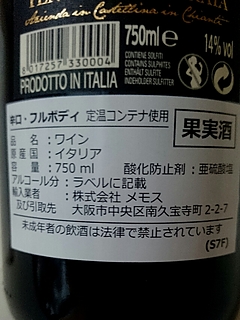 Azienda in Castellina in Chianti
9017257330004
PRODOTTO IN ITALIA
750ml e
14% vol
CONTIENE SOLFITI
CONTAINS SULPHITES
ENTHÄLT SULFITE
INDEHOLDER SULFITTER
辛口・フルボディ 定温コンテナ使用
果実酒
品名：ワイン
原産国：イタリア
容量：750 ml 酸化防止剤：亜硫酸塩
アルコール分：ラベルに記載
輸入業者：株式会社 メモス
及び引取先 大阪市中央区南久宝寺町 2-2-7
未成年者の飲酒は法律で禁止されています
(S7F)